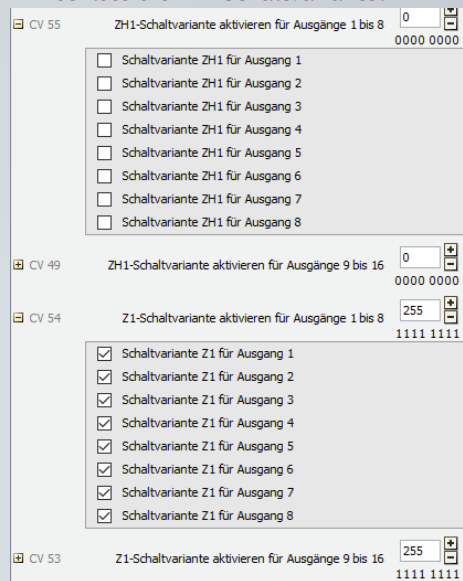 CV 55 ZH1-Schaltvariante aktivieren für Ausgänge 1 bis 8 0
0000 0000
Schaltvariante ZH1 für Ausgang 1
Schaltvariante ZH1 für Ausgang 2
Schaltvariante ZH1 für Ausgang 3
Schaltvariante ZH1 für Ausgang 4
Schaltvariante ZH1 für Ausgang 5
Schaltvariante ZH1 für Ausgang 6
Schaltvariante ZH1 für Ausgang 7
Schaltvariante ZH1 für Ausgang 8
CV 49 ZH1-Schaltvariante aktivieren für Ausgänge 9 bis 16 0
0000 0000
CV 54 Z1-Schaltvariante aktivieren für Ausgänge 1 bis 8 255
1111 1111
Schaltvariante Z1 für Ausgang 1
Schaltvariante Z1 für Ausgang 2
Schaltvariante Z1 für Ausgang 3
Schaltvariante Z1 für Ausgang 4
Schaltvariante Z1 für Ausgang 5
Schaltvariante Z1 für Ausgang 6
Schaltvariante Z1 für Ausgang 7
Schaltvariante Z1 für Ausgang 8
CV 53 Z1-Schaltvariante aktivieren für Ausgänge 9 bis 16 255
1111 1111